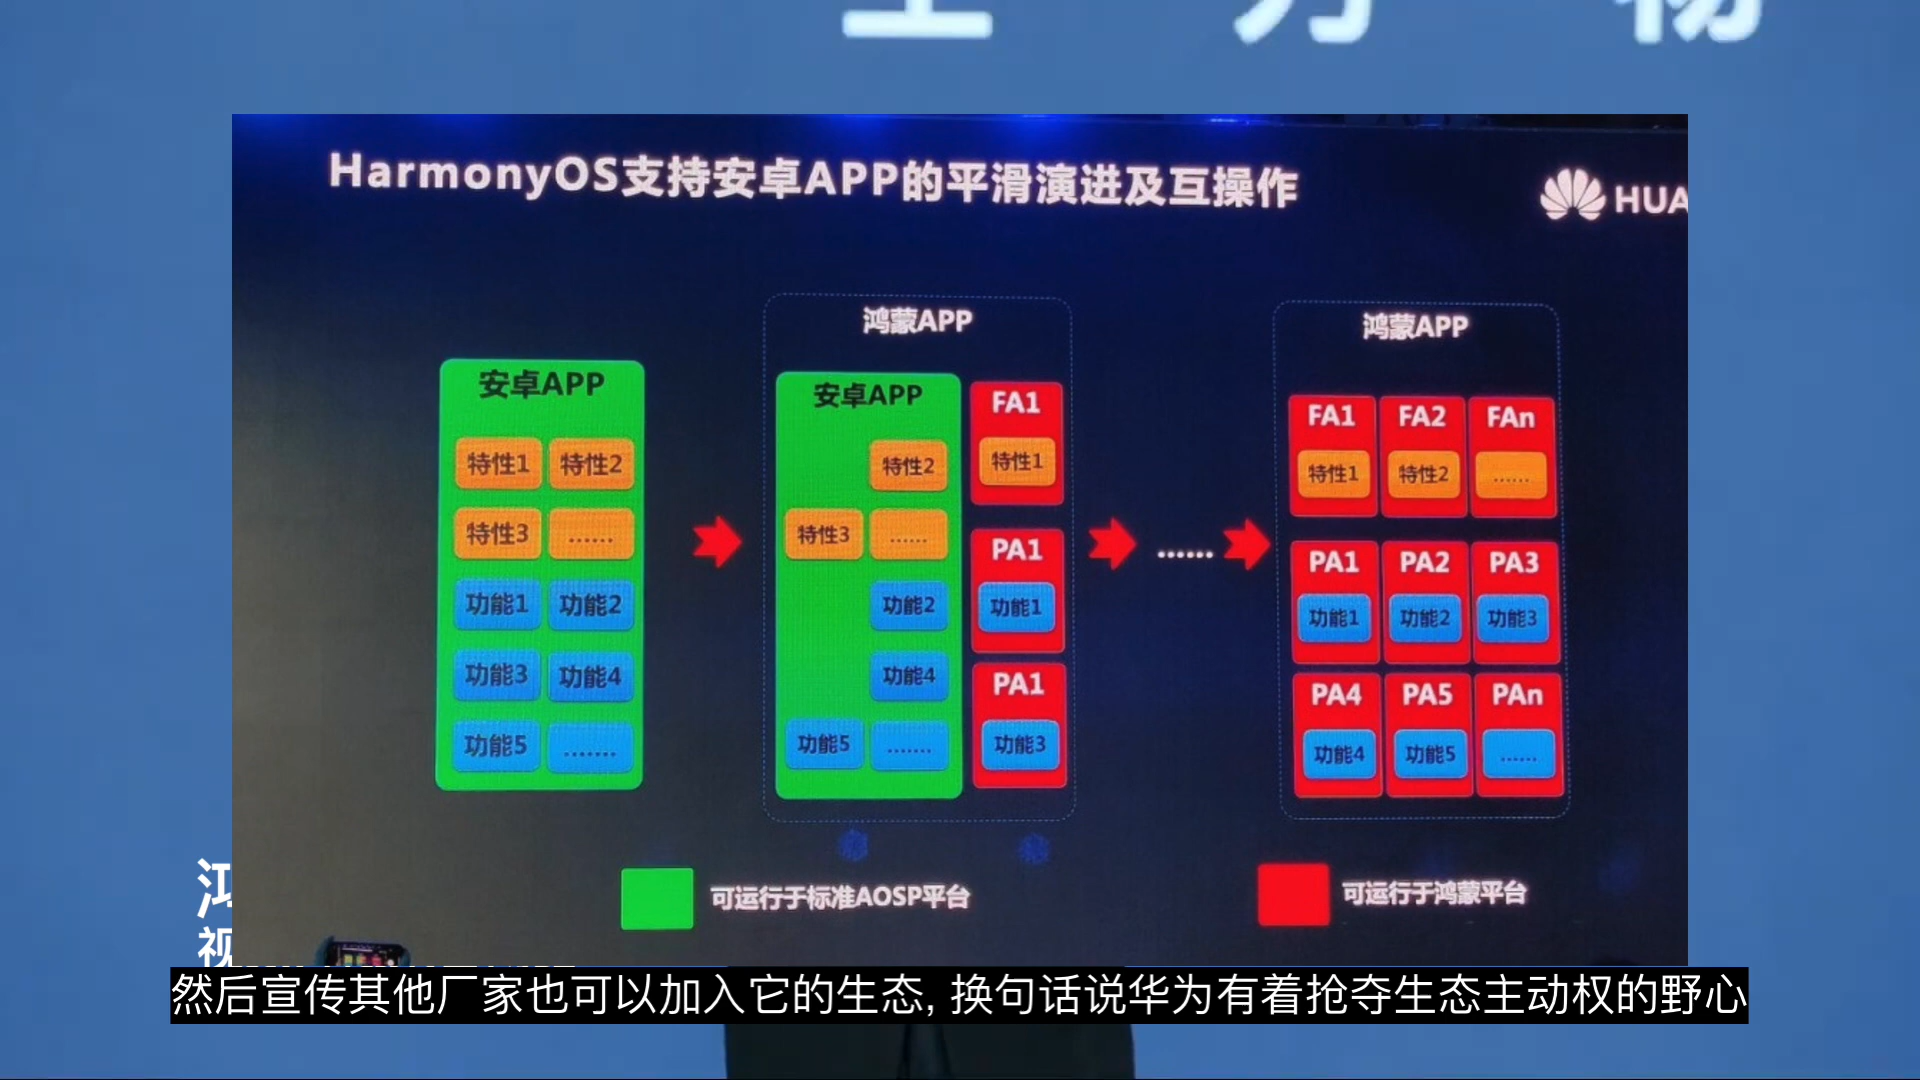 生 万 物
HarmonyOS支持安卓APP的平滑演进及互操作
HUA
安卓APP
特性1 特性2
特性3 ......
功能1 功能2
功能3 功能4
功能5 .......
鸿蒙APP
安卓APP
特性2
特性3 ......
功能2
功能4
功能5 .......
FA1
特性1
PA1
功能1
PA1
功能3
......
鸿蒙APP
FA1 FA2 FAn
特性1 特性2 ......
PA1 PA2 PA3
功能1 功能2 功能3
PA4 PA5 PAn
功能4 功能5 ......
可运行于标准AOSP平台
可运行于鸿蒙平台
鸿
视
然后宣传其他厂家也可以加入它的生态, 换句话说华为有着抢夺生态主动权的野心